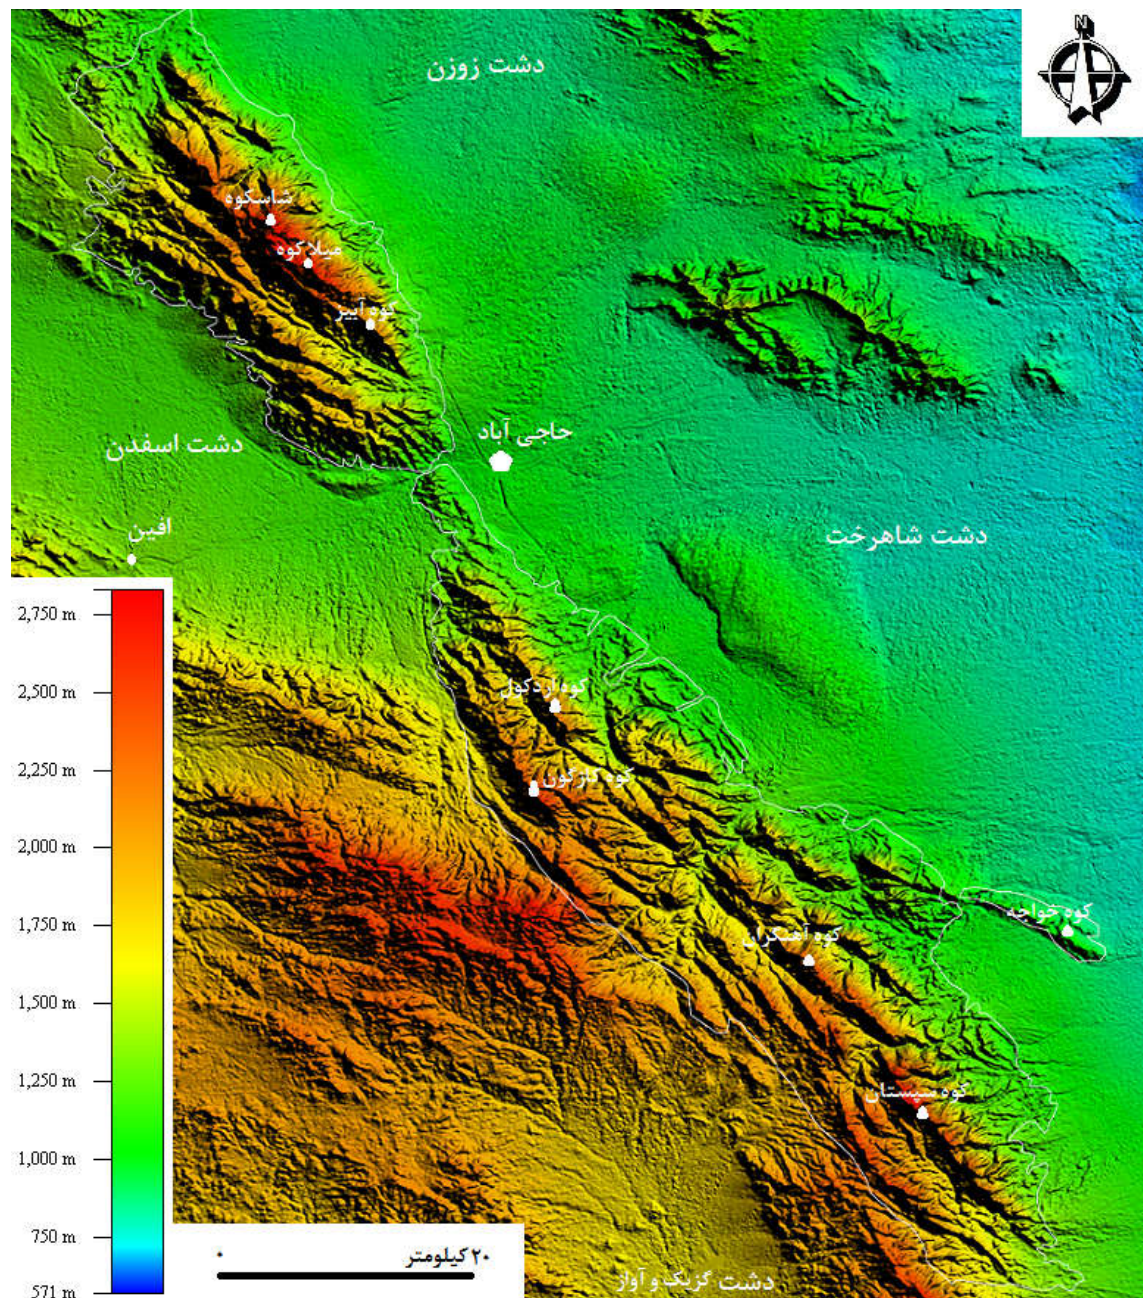 N
دشت زوزن
شاسکوه
میلاکوه
کوه آبیز
حاجی آباد
دشت اسفدن
افین
دشت شاهرخت
2,750 m
2,500 m
2,250 m
2,000 m
1,750 m
1,500 m
1,250 m
1,000 m
750 m
571 m
کوه اردکول
کوه گازکون
کوه خواجه
کوه آهنگران
کوه سپستان
۰
۲۰ کیلومتر
دشت گزیک و آواز